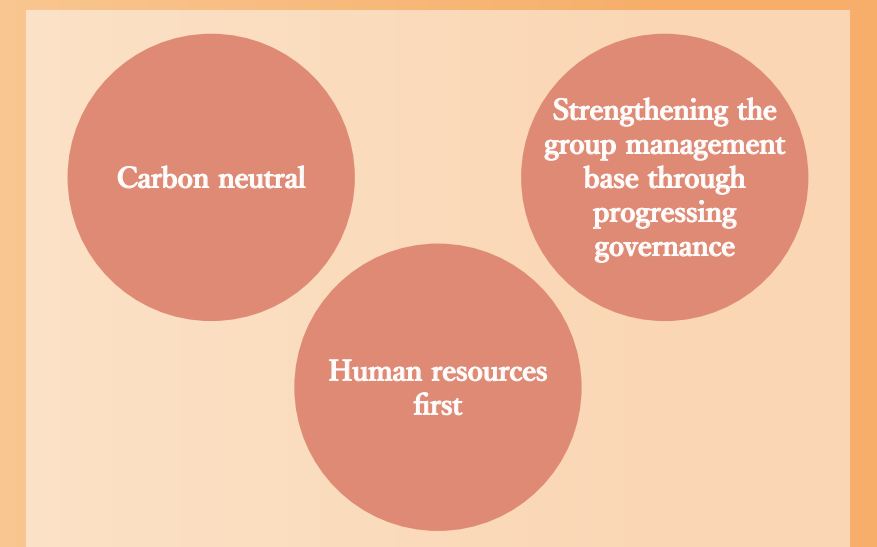 Carbon neutral
Strengthening the
group management
base through
progressing
governance
Human resources
first